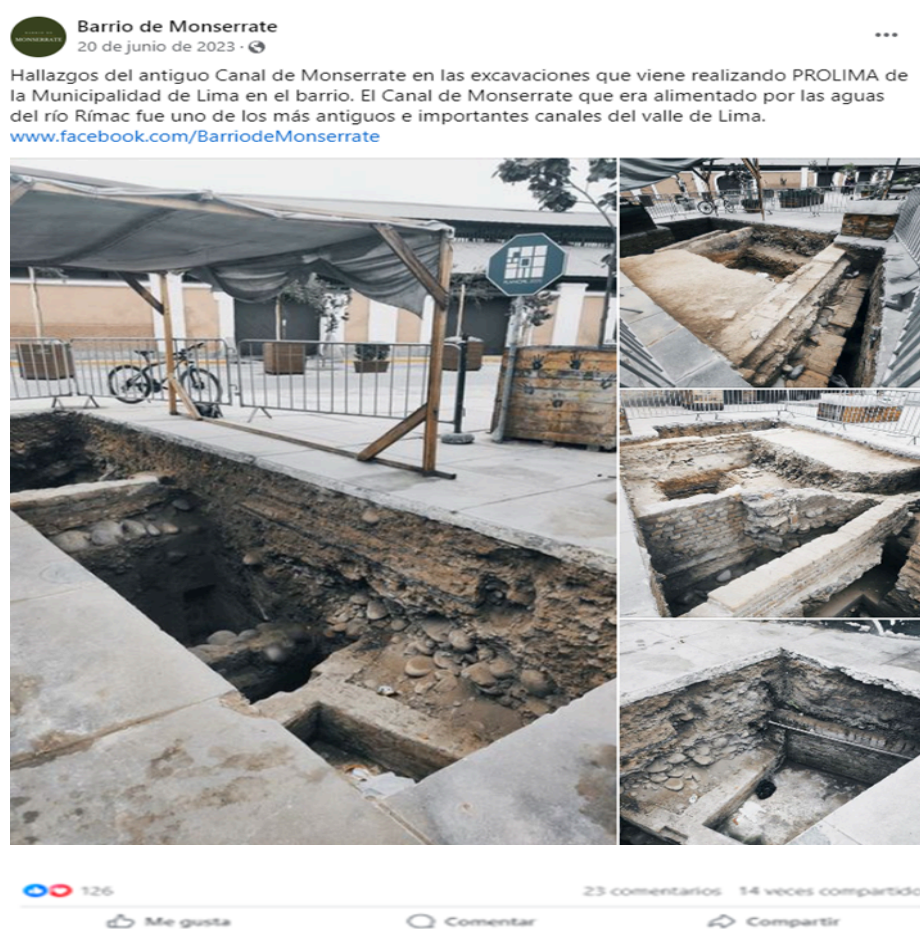 Barrio de Monserrate
20 de junio de 2023 ·
MONSERRATE
Hallazgos del antiguo Canal de Monserrate en las excavaciones que viene realizando PROLIMA de
la Municipalidad de Lima en el barrio. El Canal de Monserrate que era alimentado por las aguas
del río Rímac fue uno de los más antiguos e importantes canales del valle de Lima.
www.facebook.com/BarriodeMonserrate
126
23 comentarios 14 veces compartido
Me gusta
Comentar
Compartir